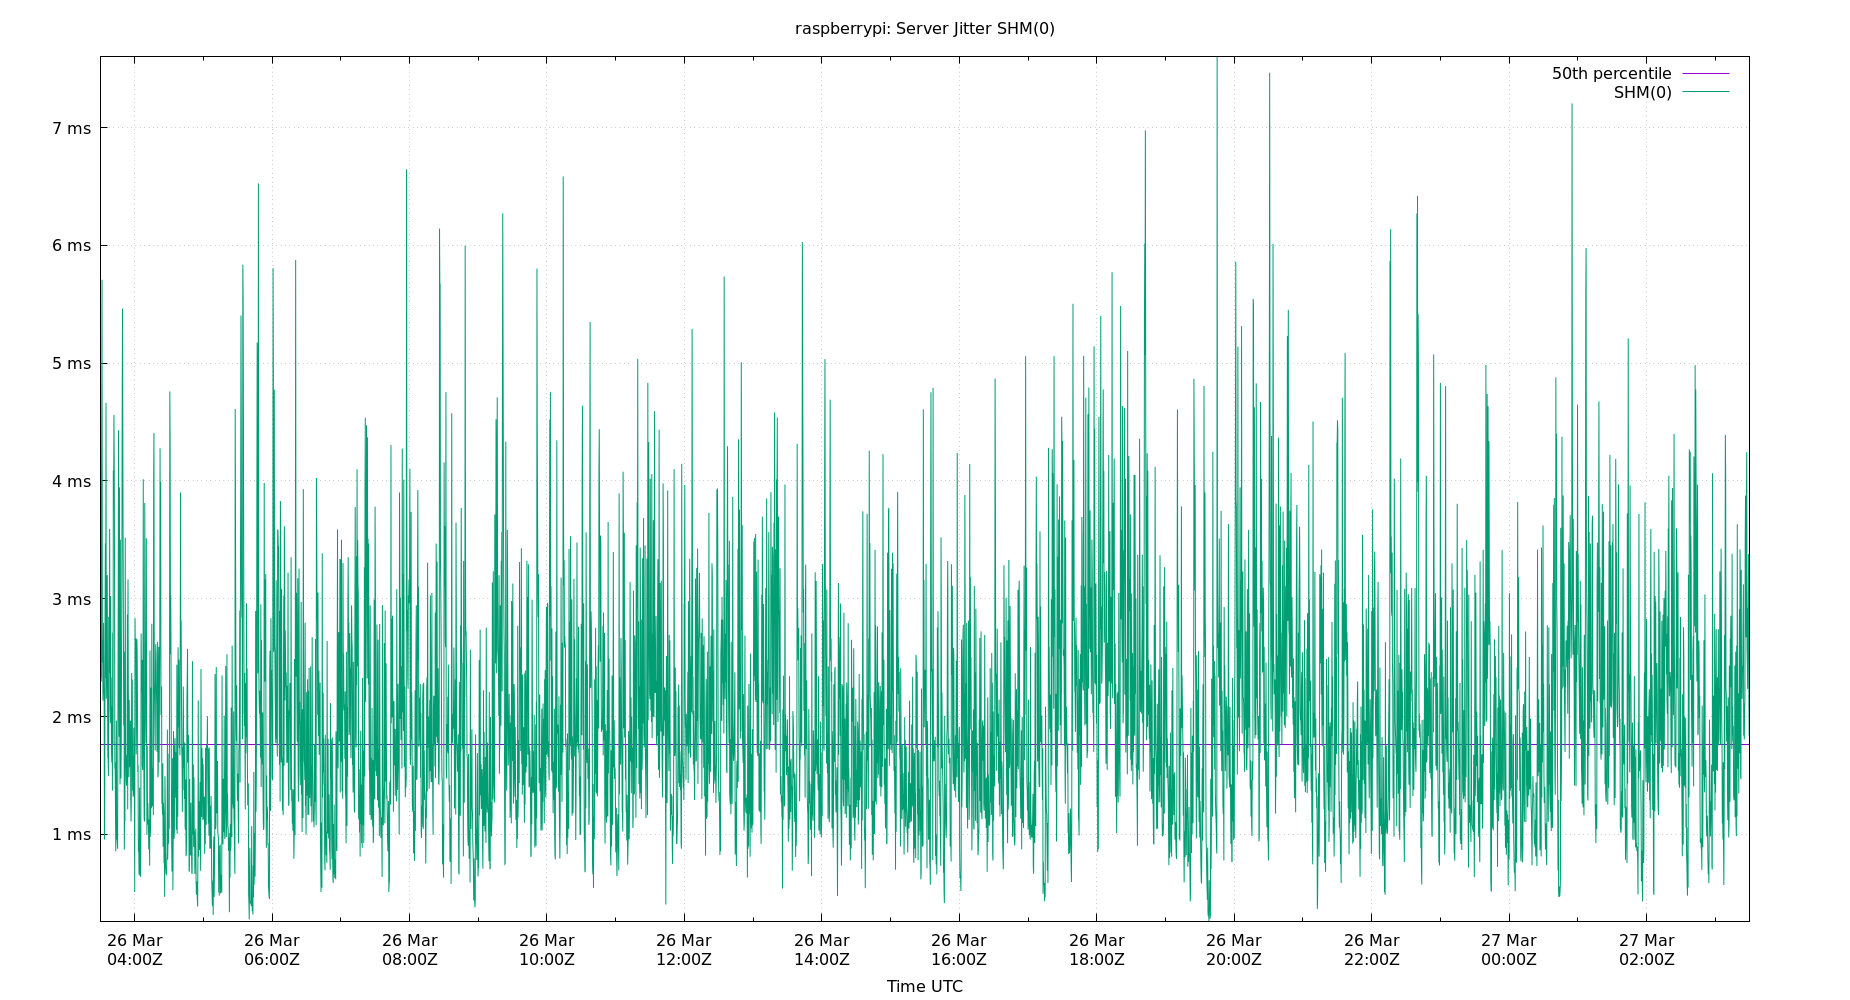 raspberrypi: Server Jitter SHM(0)
50th percentile
SHM(0)
7 ms
6 ms
5 ms
4 ms
3 ms
2 ms
1 ms
26 Mar 26 Mar 26 Mar 26 Mar 26 Mar 26 Mar 26 Mar 26 Mar 26 Mar 26 Mar 27 Mar 27 Mar
04:00Z 06:00Z 08:00Z 10:00Z 12:00Z 14:00Z 16:00Z 18:00Z 20:00Z 22:00Z 00:00Z 02:00Z
Time UTC